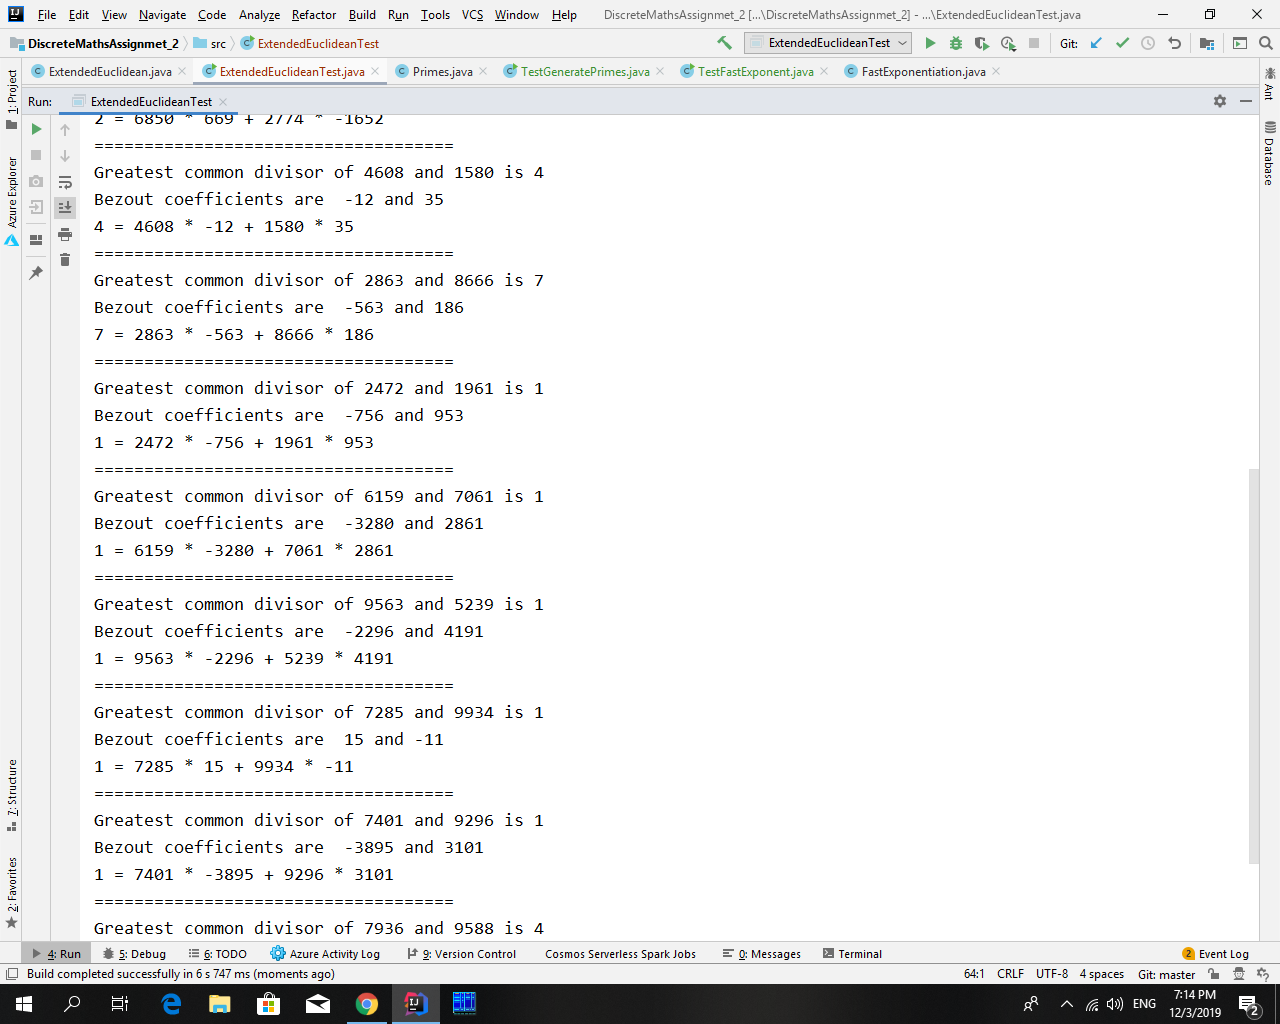 File Edit View Navigate Code Analyze Refactor Build Run Tools VCS Window Help DiscreteMathsAssignmet_2 [...\DiscreteMathsAssignmet_2] - ...\ExtendedEuclideanTest.java
DiscreteMathsAssignmet_2 src ExtendedEuclideanTest ExtendedEuclideanTest Git:
ExtendedEuclidean.java ExtendedEuclideanTest.java Primes.java TestGeneratePrimes.java TestFastExponent.java FastExponentiation.java
Run: ExtendedEuclideanTest
1: Project
Azure Explorer
7: Structure
2: Favorites
Ant
Database
2 = 6850 * 669 + 2774 * -1652
====================================
Greatest common divisor of 4608 and 1580 is 4
Bezout coefficients are  -12 and 35
4 = 4608 * -12 + 1580 * 35
====================================
Greatest common divisor of 2863 and 8666 is 7
Bezout coefficients are  -563 and 186
7 = 2863 * -563 + 8666 * 186
====================================
Greatest common divisor of 2472 and 1961 is 1
Bezout coefficients are  -756 and 953
1 = 2472 * -756 + 1961 * 953
====================================
Greatest common divisor of 6159 and 7061 is 1
Bezout coefficients are  -3280 and 2861
1 = 6159 * -3280 + 7061 * 2861
====================================
Greatest common divisor of 9563 and 5239 is 1
Bezout coefficients are  -2296 and 4191
1 = 9563 * -2296 + 5239 * 4191
====================================
Greatest common divisor of 7285 and 9934 is 1
Bezout coefficients are  15 and -11
1 = 7285 * 15 + 9934 * -11
====================================
Greatest common divisor of 7401 and 9296 is 1
Bezout coefficients are  -3895 and 3101
1 = 7401 * -3895 + 9296 * 3101
====================================
Greatest common divisor of 7936 and 9588 is 4
4: Run 5: Debug 6: TODO Azure Activity Log 9: Version Control Cosmos Serverless Spark Jobs 0: Messages Terminal 2 Event Log
Build completed successfully in 6 s 747 ms (moments ago) 64:1 CRLF UTF-8 4 spaces Git: master
ENG 7:14 PM
12/3/2019 2